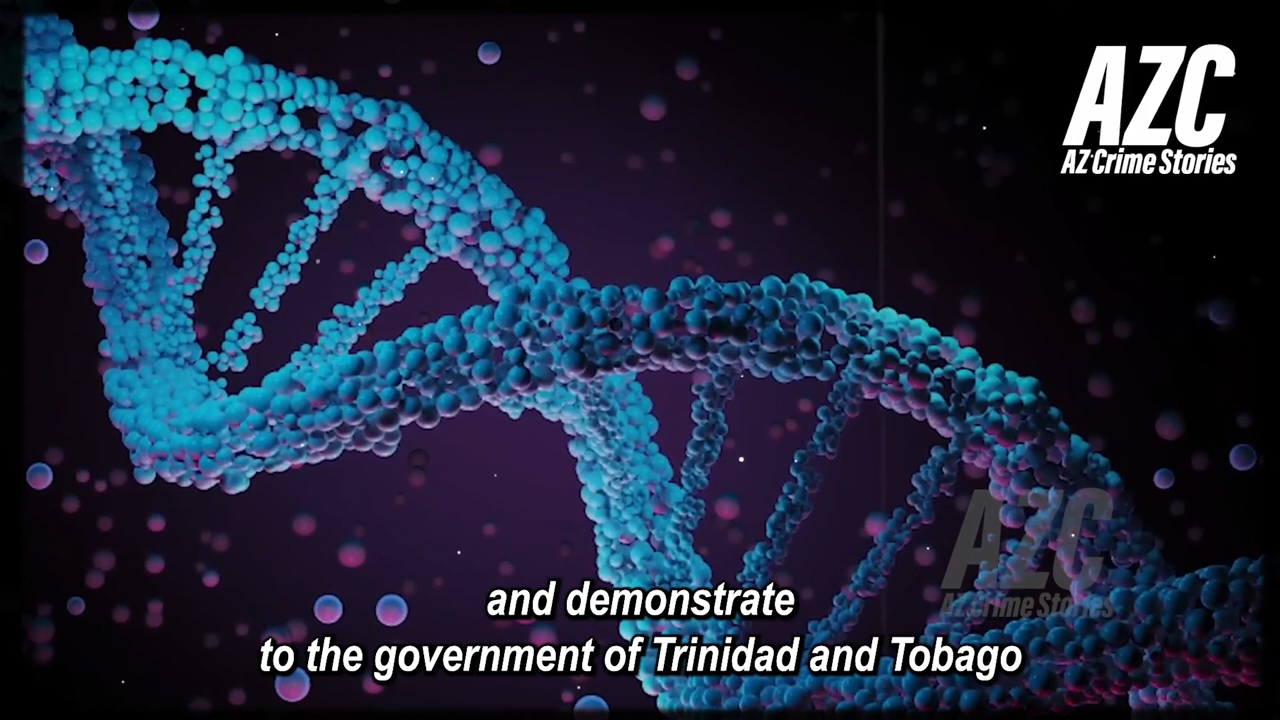 AZC
AZ Crime Stories
AZC
AZ Crime Stories
and demonstrate
to the government of Trinidad and Tobago